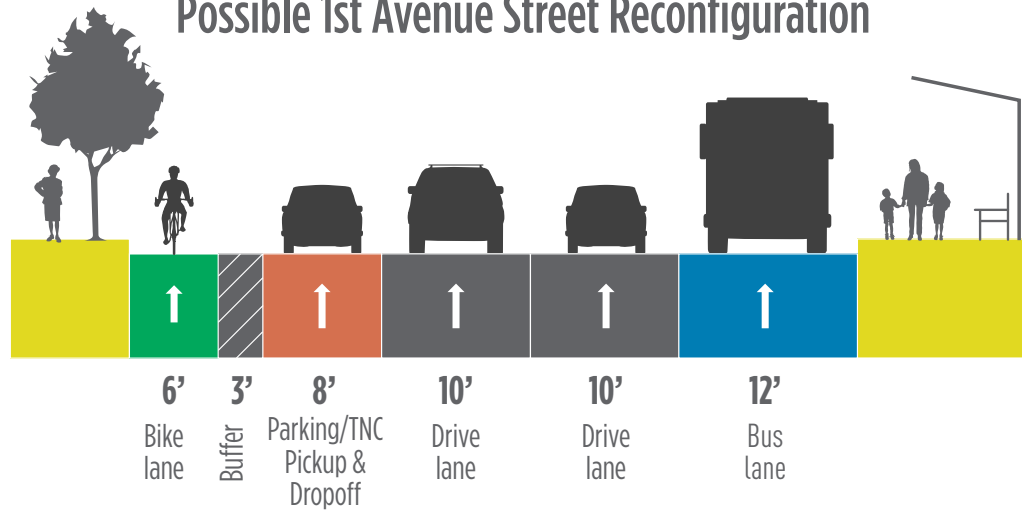 Possible 1st Avenue Street Reconfiguration
6’
Bike
lane
3’
Buffer
8’
Parking/TNC
Pickup &
Dropoff
10’
Drive
lane
10’
Drive
lane
12’
Bus
lane